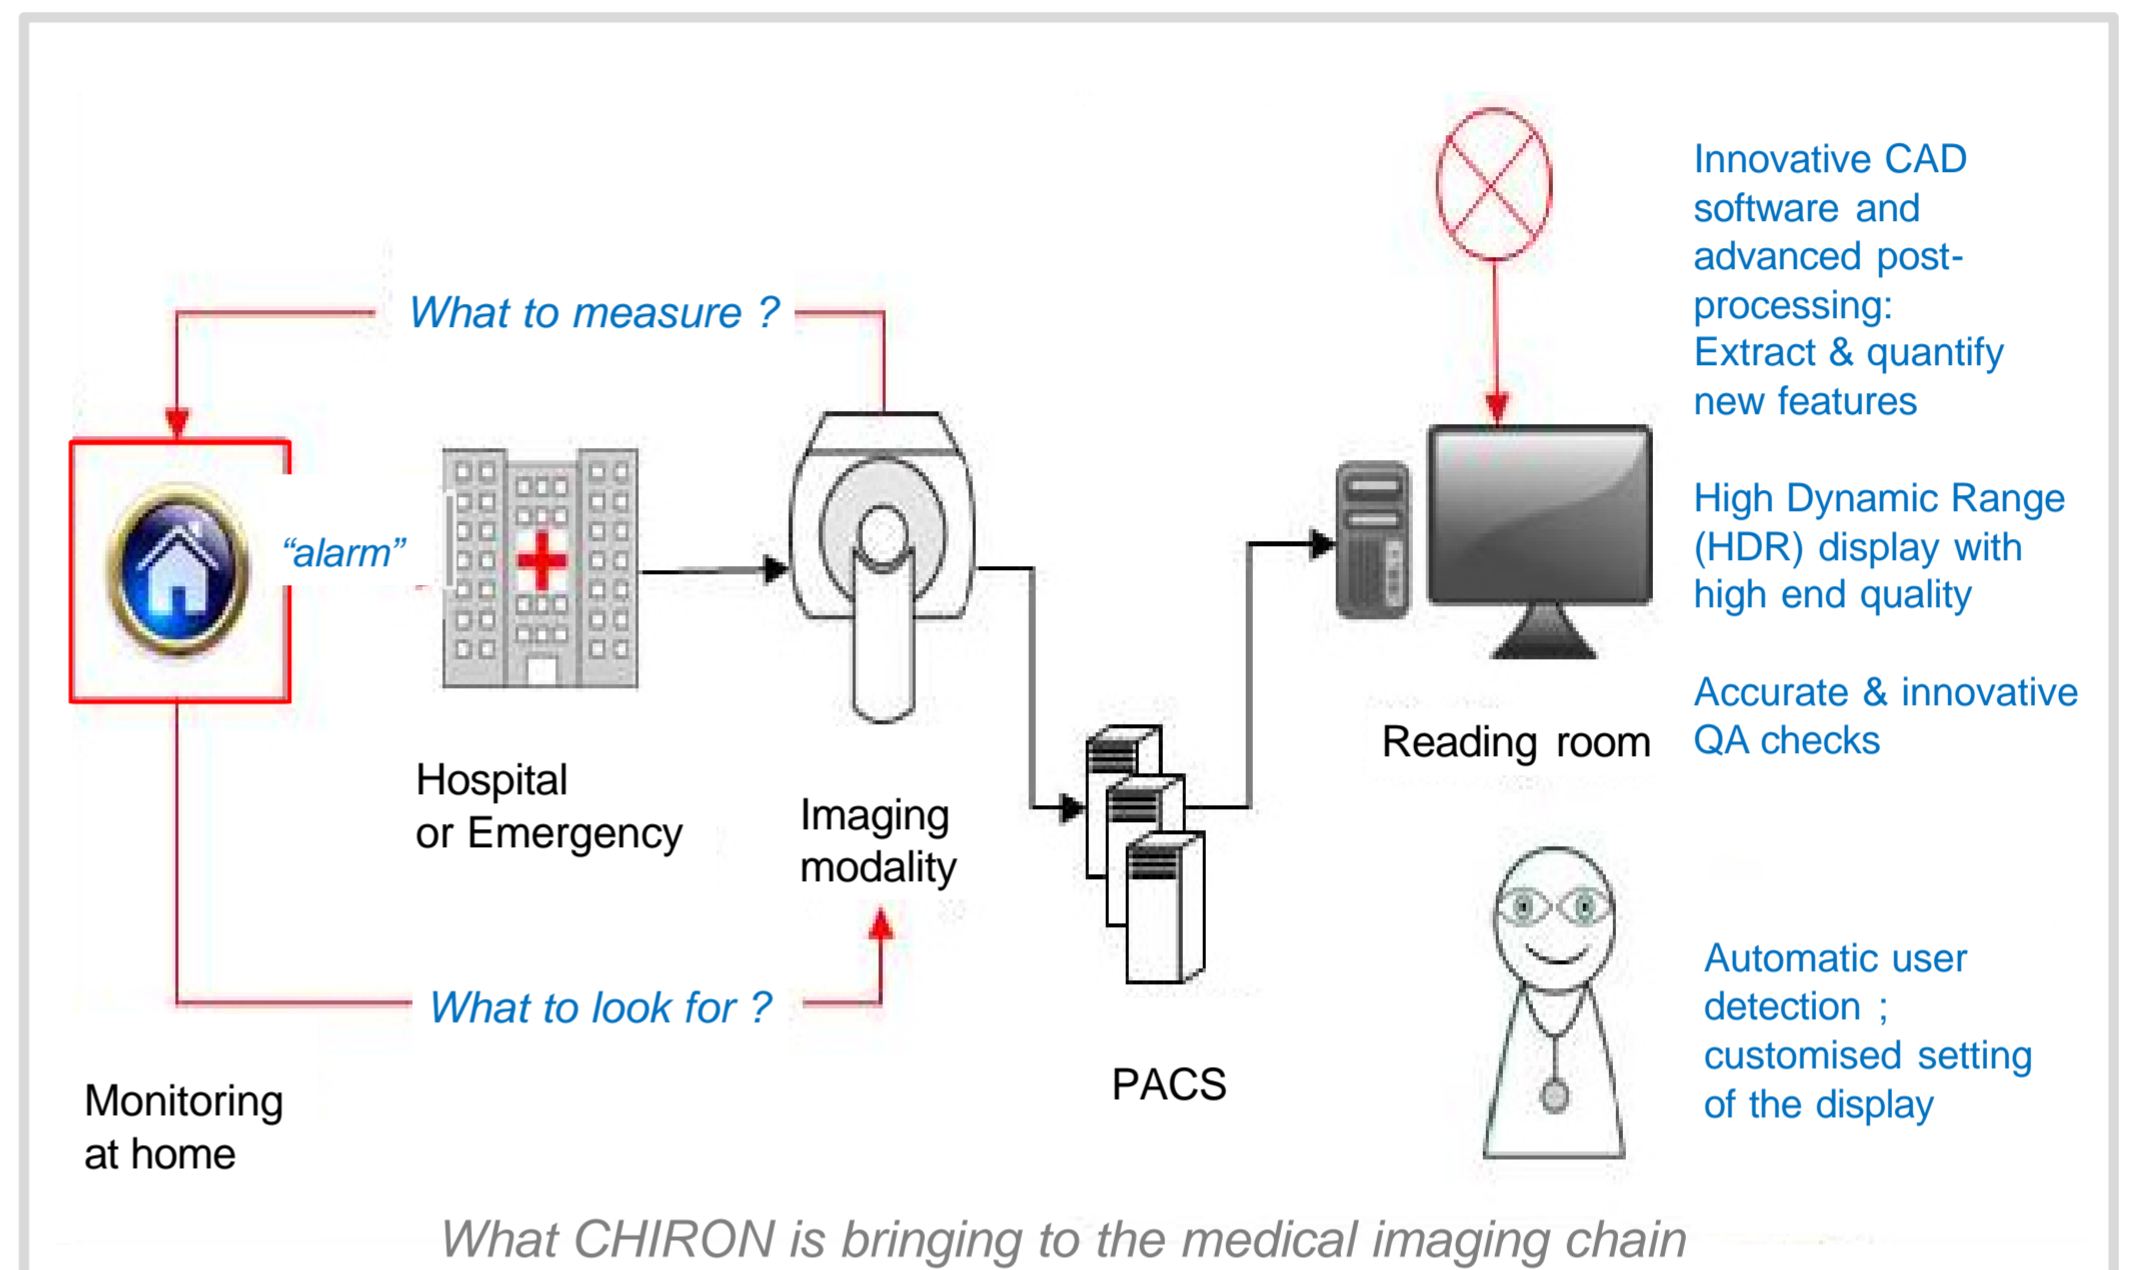 What to measure ?
"alarm"
Hospital
or Emergency
Imaging
modality
What to look for ?
Monitoring
at home
PACS
Reading room
Innovative CAD
software and
advanced post-
processing:
Extract & quantify
new features
High Dynamic Range
(HDR) display with
high end quality
Accurate & innovative
QA checks
Automatic user
detection ;
customised setting
of the display
What CHIRON is bringing to the medical imaging chain